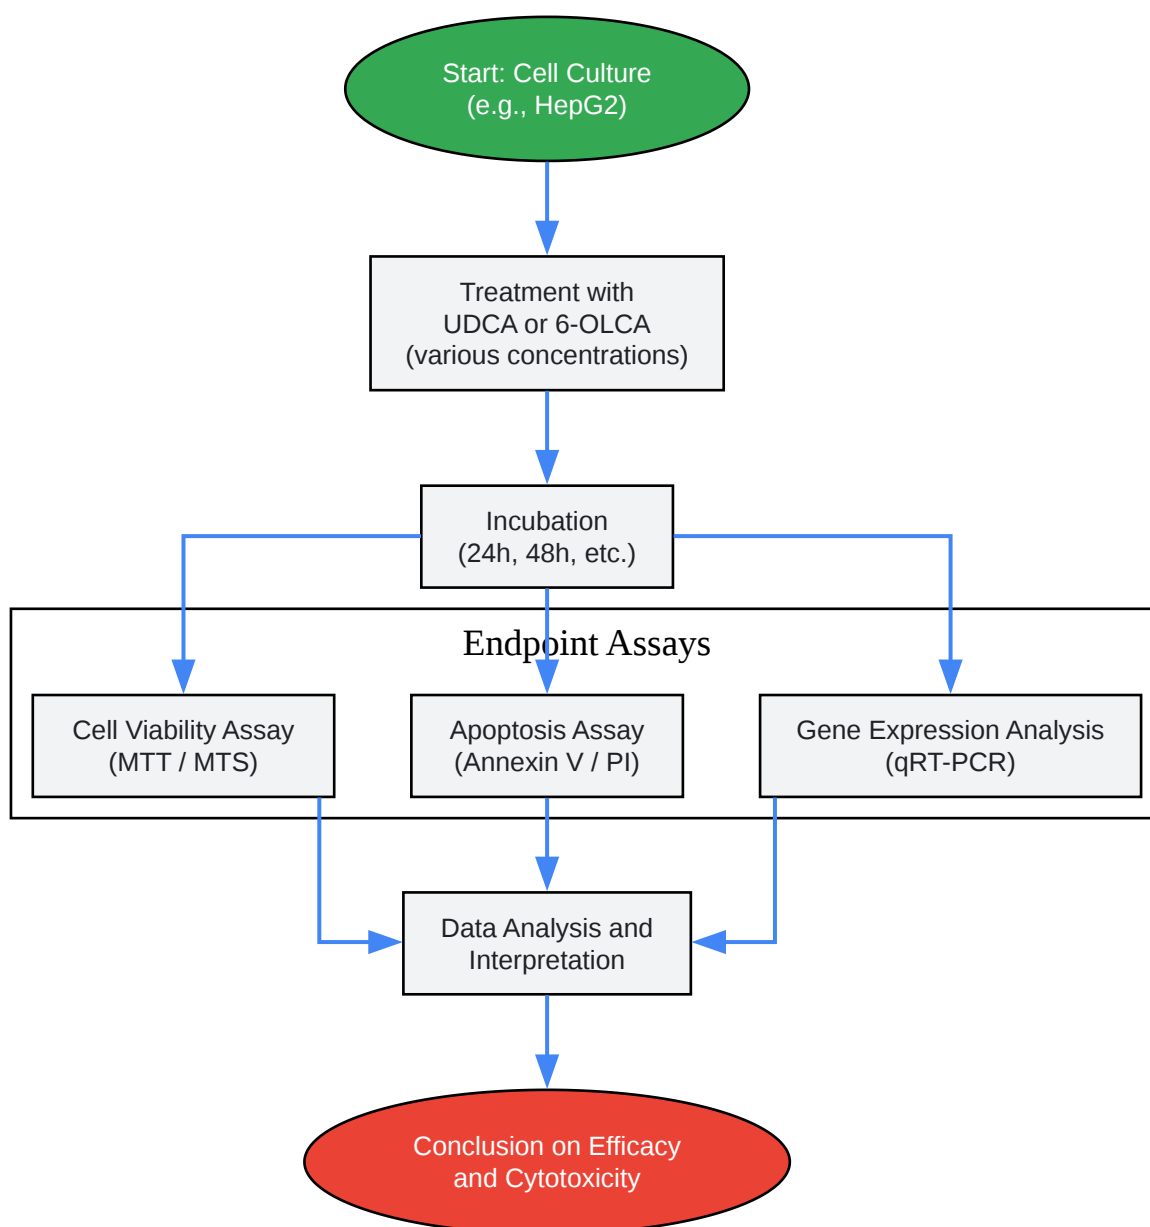 Start: Cell Culture
(e.g., HepG2)
Treatment with
UDCA or 6-OLCA
(various concentrations)
Incubation
(24h, 48h, etc.)
Endpoint Assays
Cell Viability Assay
(MTT / MTS)
Apoptosis Assay
(Annexin V / PI)
Gene Expression Analysis
(qRT-PCR)
Data Analysis and
Interpretation
Conclusion on Efficacy
and Cytotoxicity